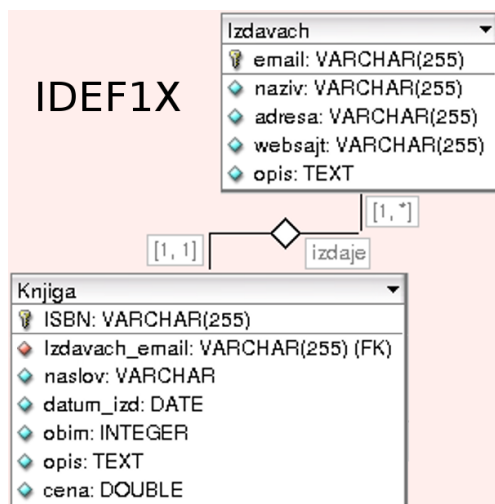 IDEF1X
Izdavach
email: VARCHAR(255)
naziv: VARCHAR(255)
adresa: VARCHAR(255)
websajt: VARCHAR(255)
opis: TEXT
[1, *]
[1, 1]
izdaje
Knjiga
ISBN: VARCHAR(255)
Izdavach_email: VARCHAR(255) (FK)
naslov: VARCHAR
datum_izd: DATE
obim: INTEGER
opis: TEXT
cena: DOUBLE